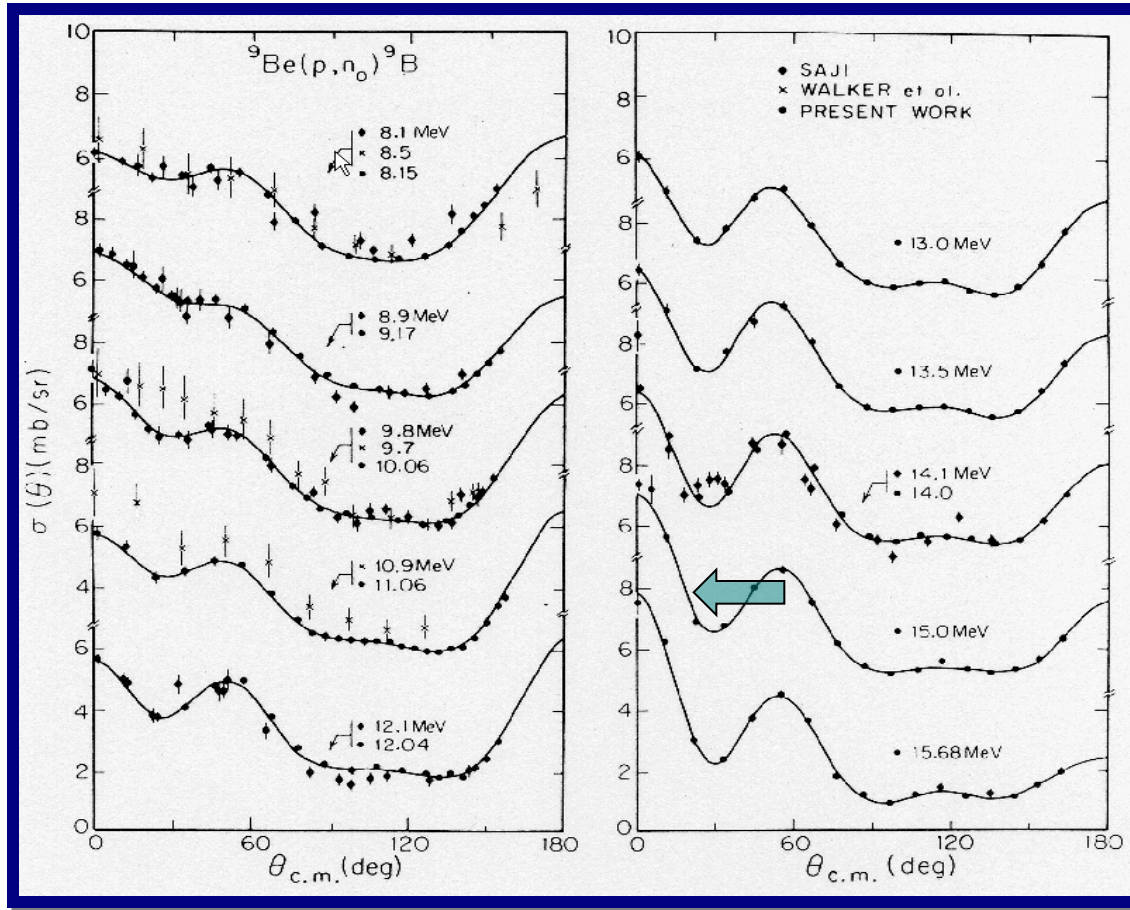 ⁹Be(p,n₀)⁹B
8.1 MeV
8.5
8.15
8.9 MeV
9.17
9.8 MeV
9.7
10.06
10.9 MeV
11.06
12.1 MeV
12.04
σ(θ)(mb/sr)
10
8
6
8
6
8
6
8
6
4
6
4
2
0
0 60 120 180
θc.m.(deg)
SAJI
WALKER et al.
PRESENT WORK
13.0 MeV
13.5 MeV
14.1 MeV
14.0
15.0 MeV
15.68 MeV
10
8
6
8
6
8
6
8
6
8
6
4
2
0
0 60 120 180
θc.m.(deg)